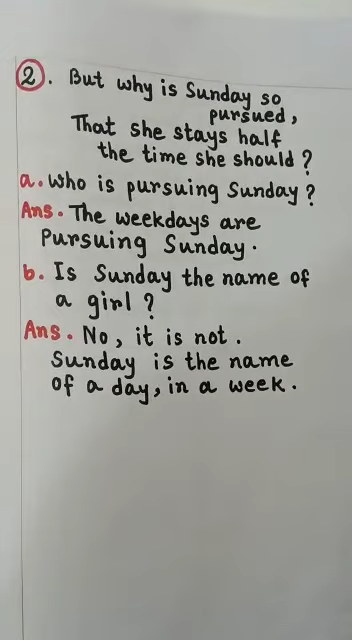 ②. But why is Sunday so
pursued,
That she stays half
the time she should?
a. Who is pursuing Sunday?
Ans. The weekdays are
Pursuing Sunday.
b. Is Sunday the name of
a girl?
Ans. No, it is not.
Sunday is the name
of a day, in a week.